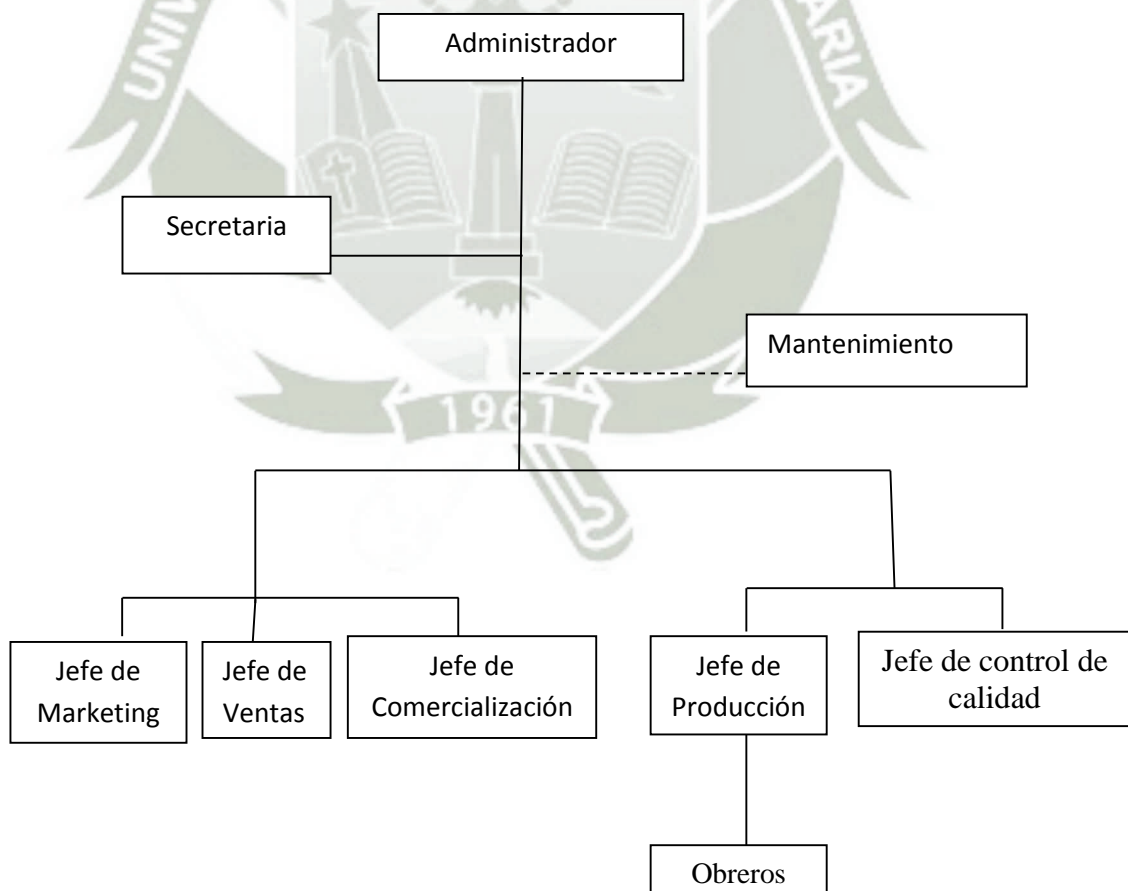 Administrador
Secretaria
Mantenimiento
1961
Jefe de
Marketing
Jefe de
Ventas
Jefe de
Comercialización
Jefe de
Producción
Jefe de control de
calidad
Obreros